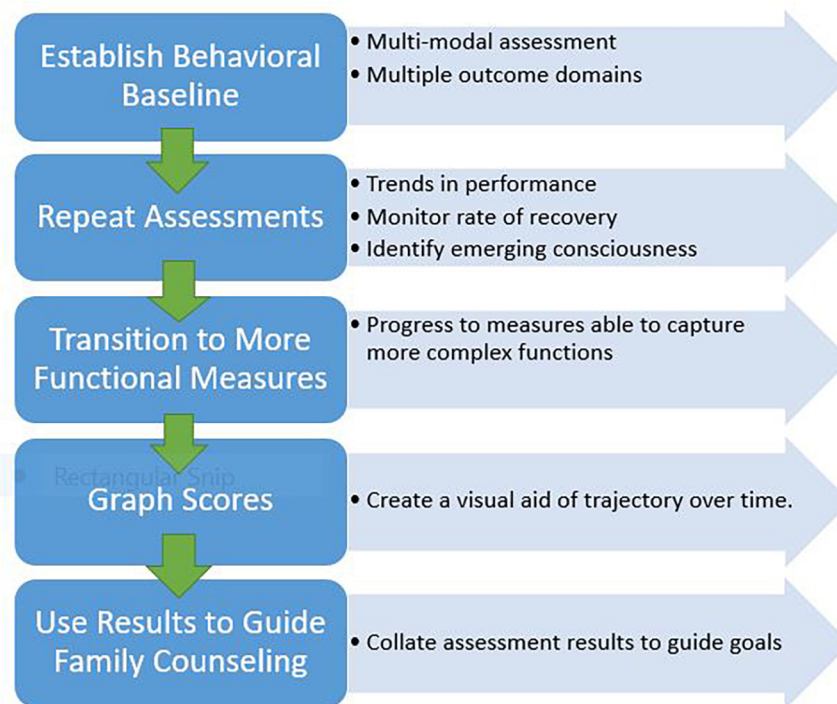 Establish Behavioral
Baseline
• Multi-modal assessment
• Multiple outcome domains
Repeat Assessments
• Trends in performance
• Monitor rate of recovery
• Identify emerging consciousness
Transition to More
Functional Measures
• Progress to measures able to capture
more complex functions
• Rectangular Snip
Graph Scores
• Create a visual aid of trajectory over time.
Use Results to Guide
Family Counseling
• Collate assessment results to guide goals